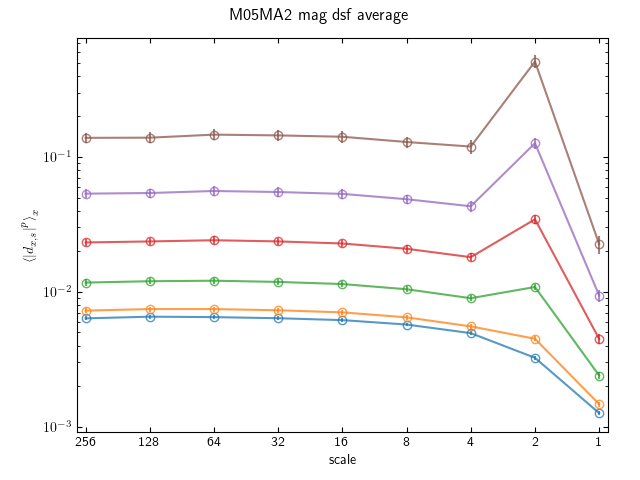 M05MA2 mag dsf average
10⁻¹
10⁻²
10⁻³
⟨|d_{x,s}|^p⟩_x
256 128 64 32 16 8 4 2 1
scale